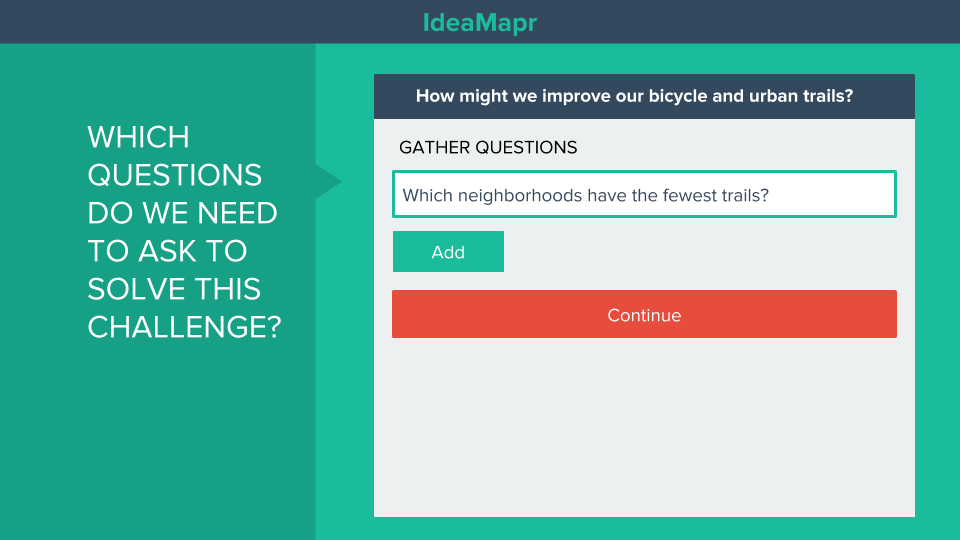 IdeaMapr
WHICH
QUESTIONS
DO WE NEED
TO ASK TO
SOLVE THIS
CHALLENGE?
How might we improve our bicycle and urban trails?
GATHER QUESTIONS
Which neighborhoods have the fewest trails?
Add
Continue